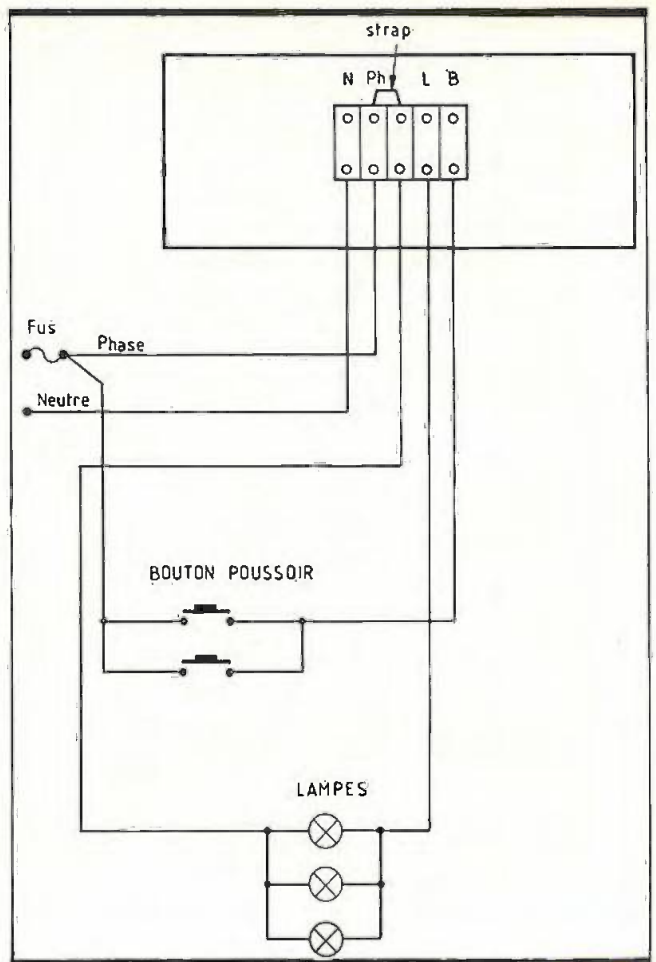 strap
N Ph L B
Fus
Phase
Neutre
BOUTON POUSSOIR
LAMPES